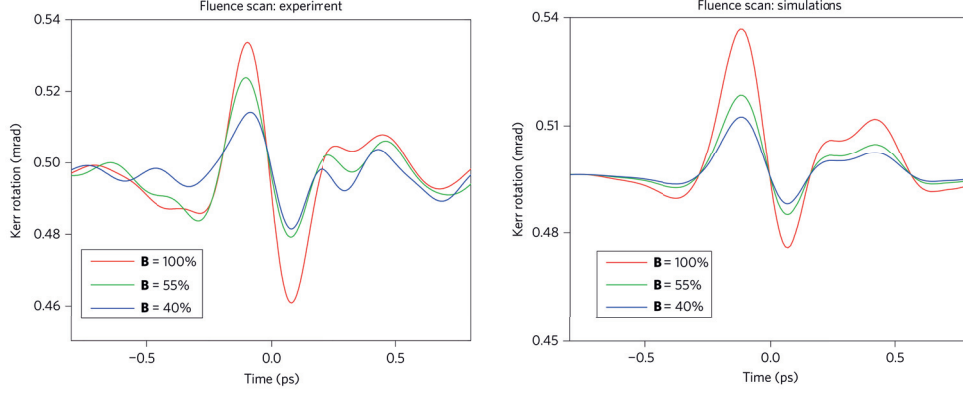 Fluence scan: experiment
0.54
0.52
0.50
0.48
0.46
Kerr rotation (mrad)
B = 100%
B = 55%
B = 40%
−0.5
0.0
0.5
Time (ps)
Fluence scan: simulations
0.54
0.51
0.48
0.45
Kerr rotation (mrad)
B = 100%
B = 55%
B = 40%
−0.5
0.0
0.5
Time (ps)